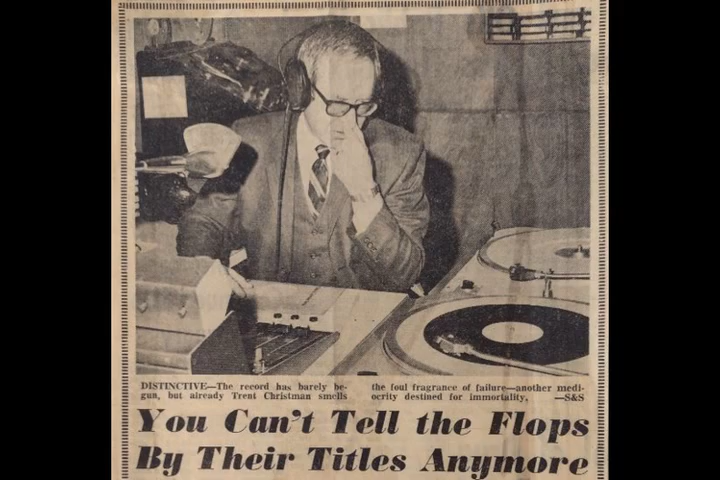 DISTINCTIVE—The record has barely be-
gun, but already Trent Christman smells
the foul fragrance of failure—another medi-
ocrity destined for immortality, —S&S
You Can't Tell the Flops
By Their Titles Anymore